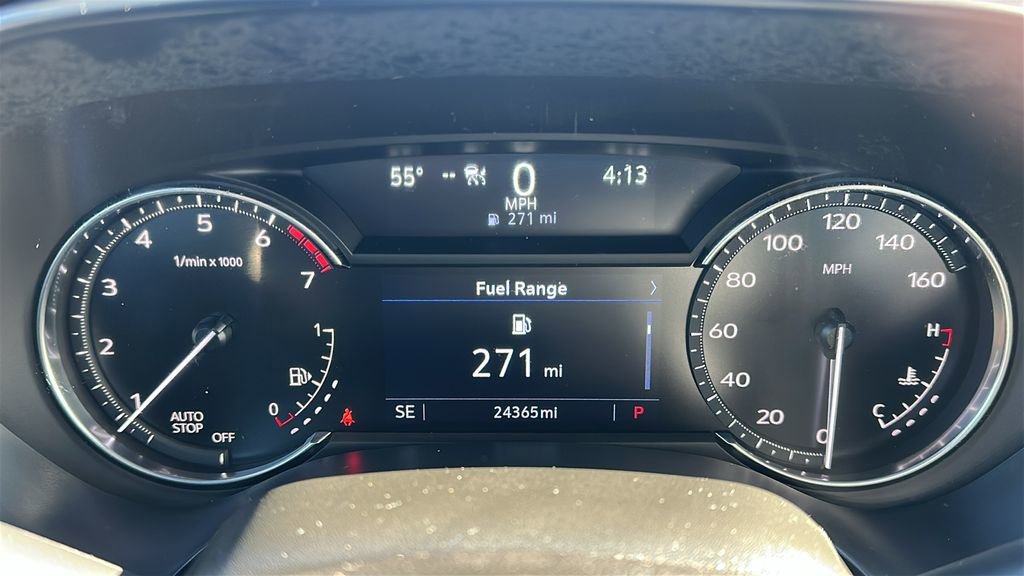 55° -- 0 4:13
MPH
271 mi
5
4 6
1/min x 1000
3 7
2
1
AUTO
STOP
OFF
1
0
Fuel Range
271 mi
SE 24365mi P
120
100 140
MPH
80 160
60
40
20
0
H
C